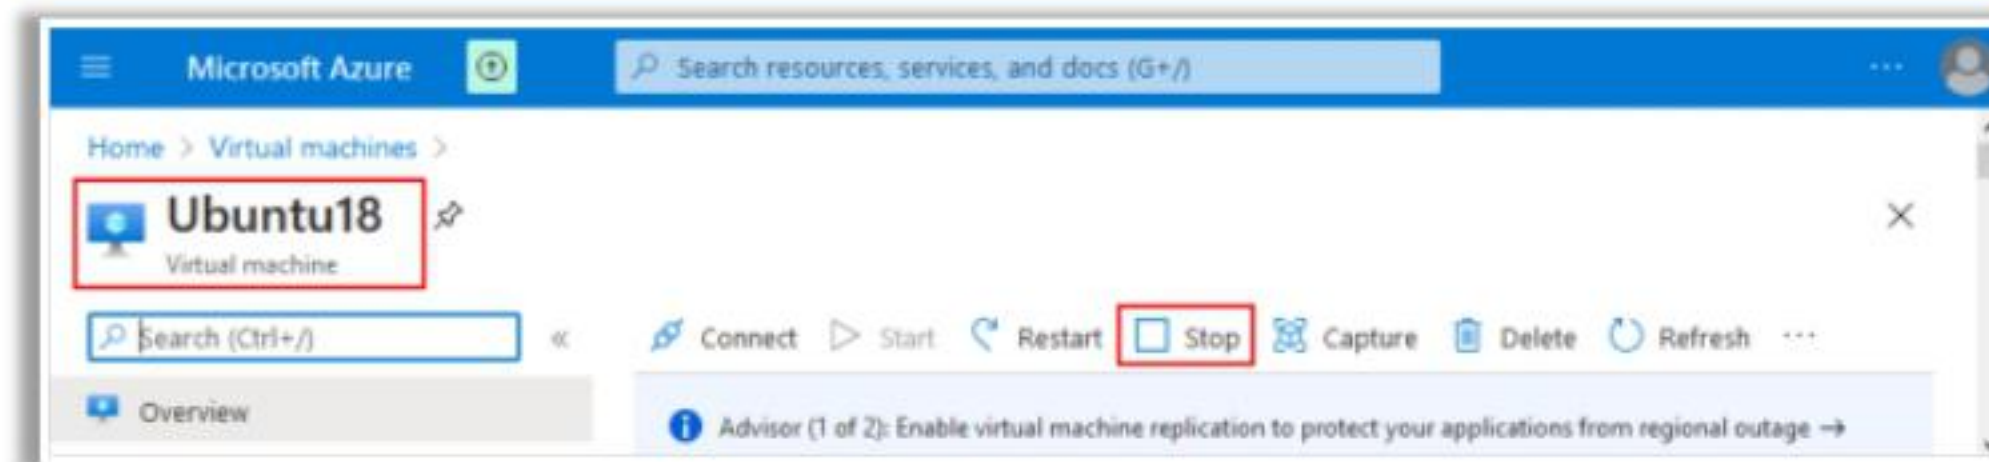 Microsoft Azure
Search resources, services, and docs (G+/)
Home > Virtual machines >
Ubuntu18
Virtual machine
Search (Ctrl+/)
Connect Start Restart Stop Capture Delete Refresh ...
Overview
Advisor (1 of 2): Enable virtual machine replication to protect your applications from regional outage →